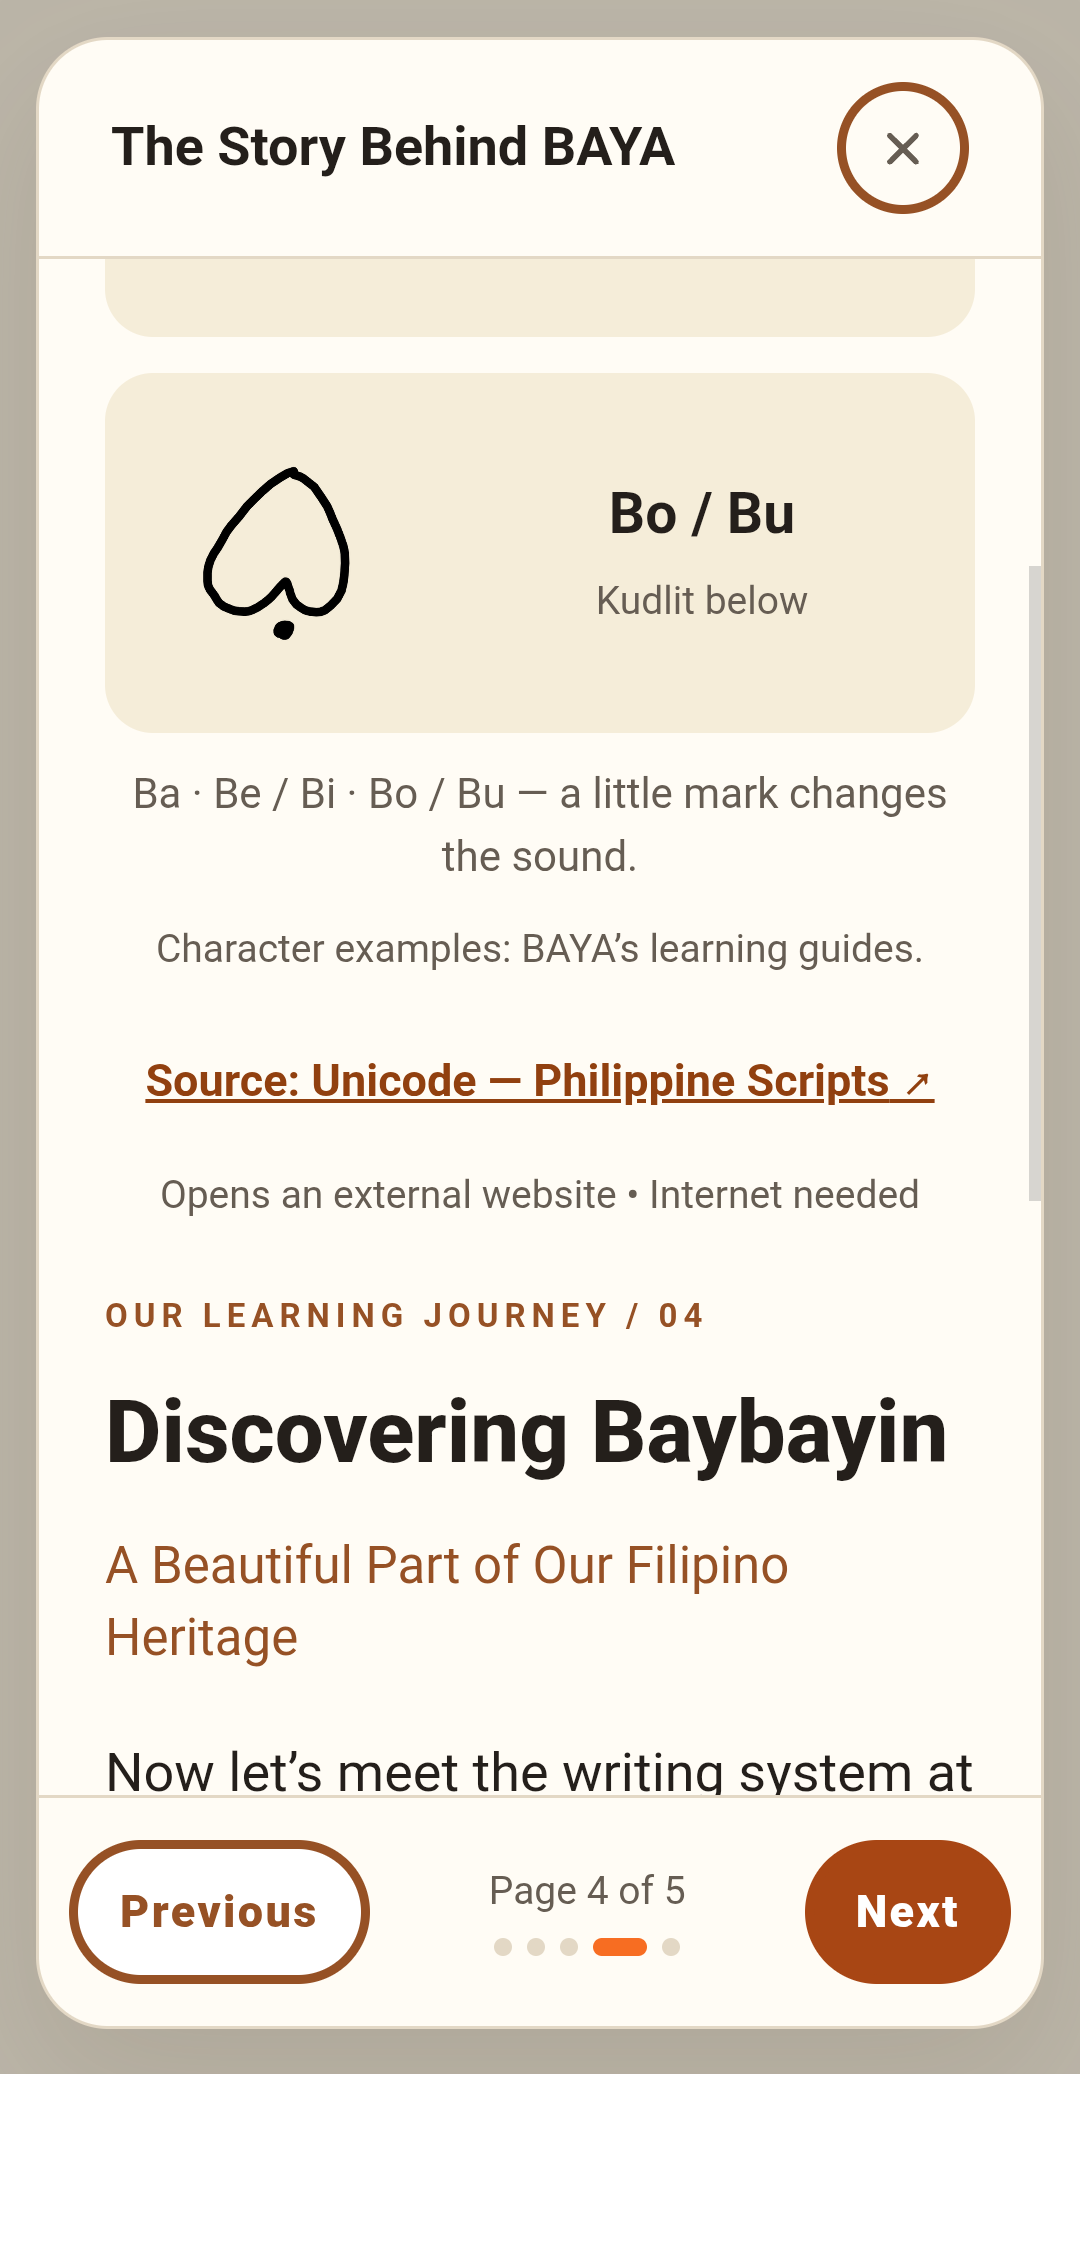 The Story Behind BAYA
Bo / Bu
Kudlit below
Ba · Be / Bi · Bo / Bu — a little mark changes
the sound.
Character examples: BAYA’s learning guides.
Source: Unicode — Philippine Scripts ↗
Opens an external website • Internet needed
OUR LEARNING JOURNEY / 04
Discovering Baybayin
A Beautiful Part of Our Filipino
Heritage
Now let’s meet the writing system at
Previous
Page 4 of 5
Next